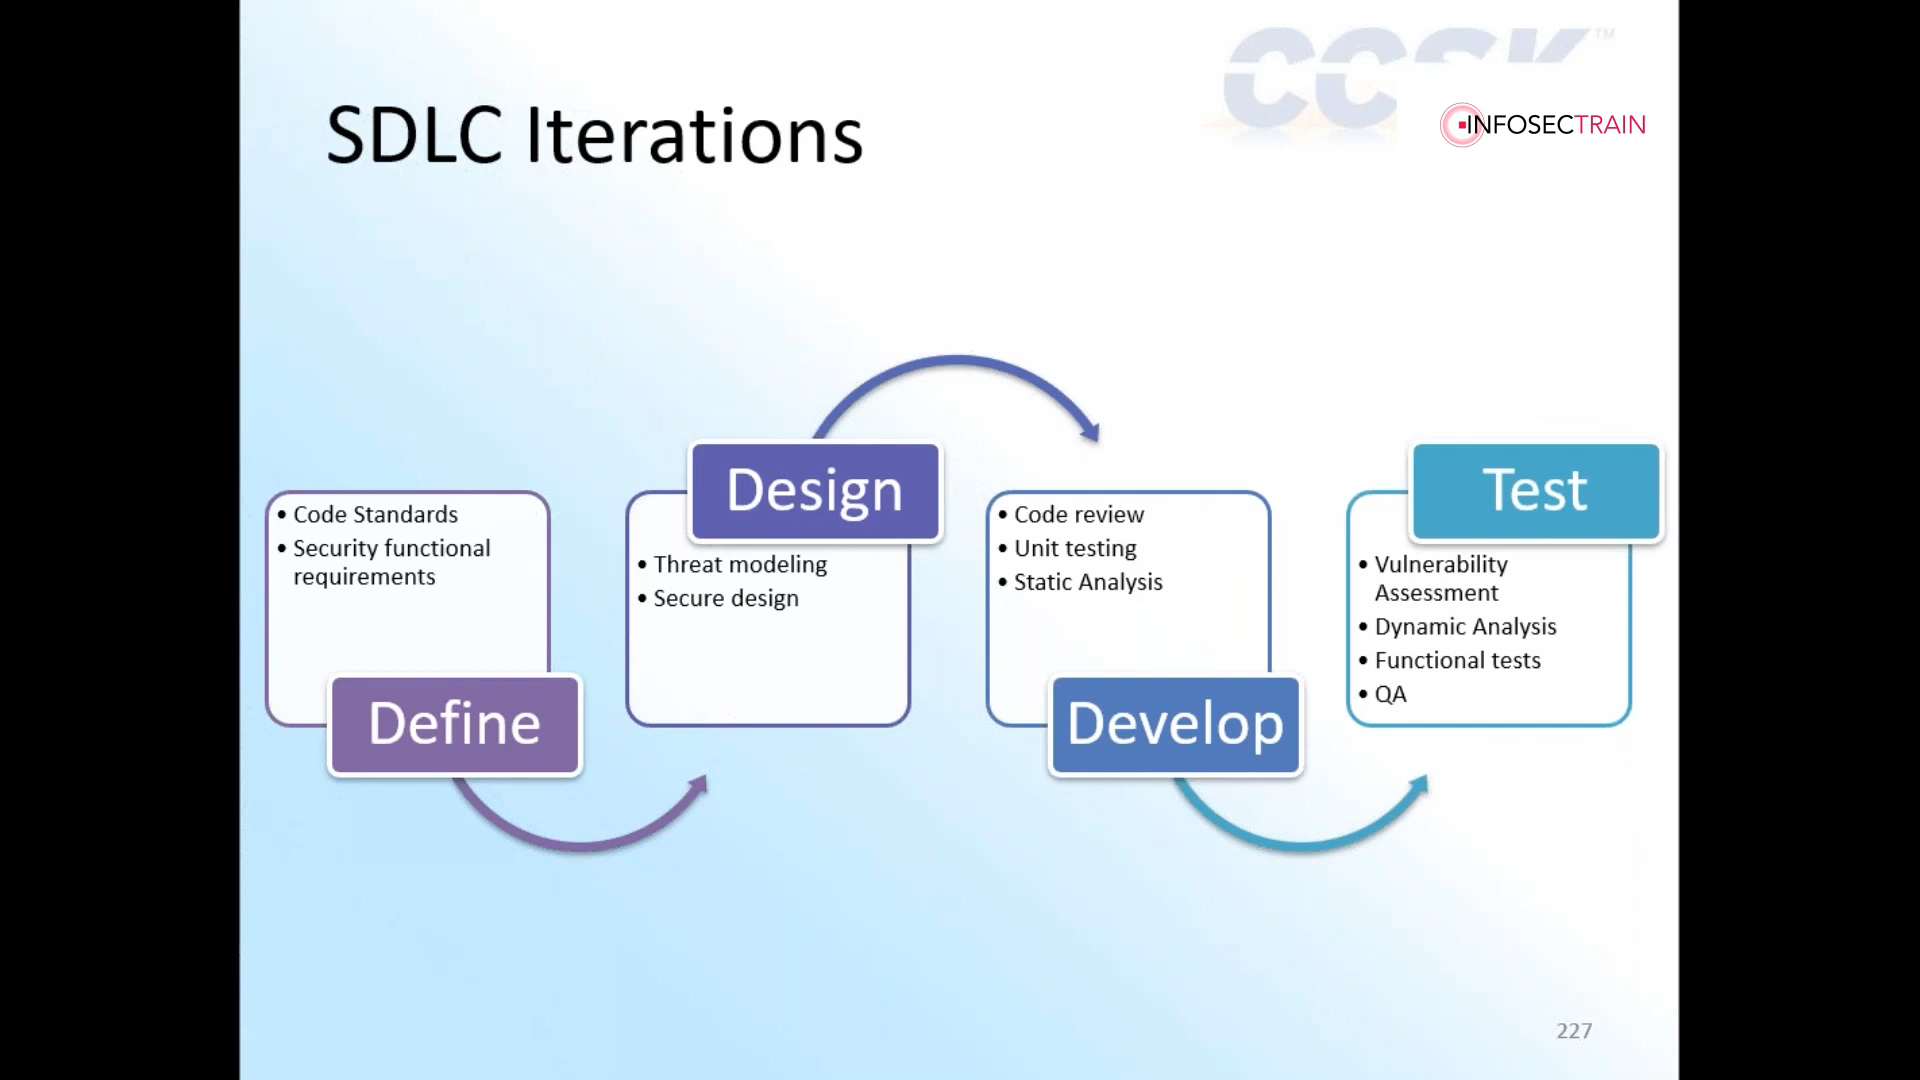 CCSK™
SDLC Iterations
INFOSECTRAIN
• Code Standards
• Security functional
requirements
Define
Design
• Threat modeling
• Secure design
• Code review
• Unit testing
• Static Analysis
Develop
Test
• Vulnerability
Assessment
• Dynamic Analysis
• Functional tests
• QA
227